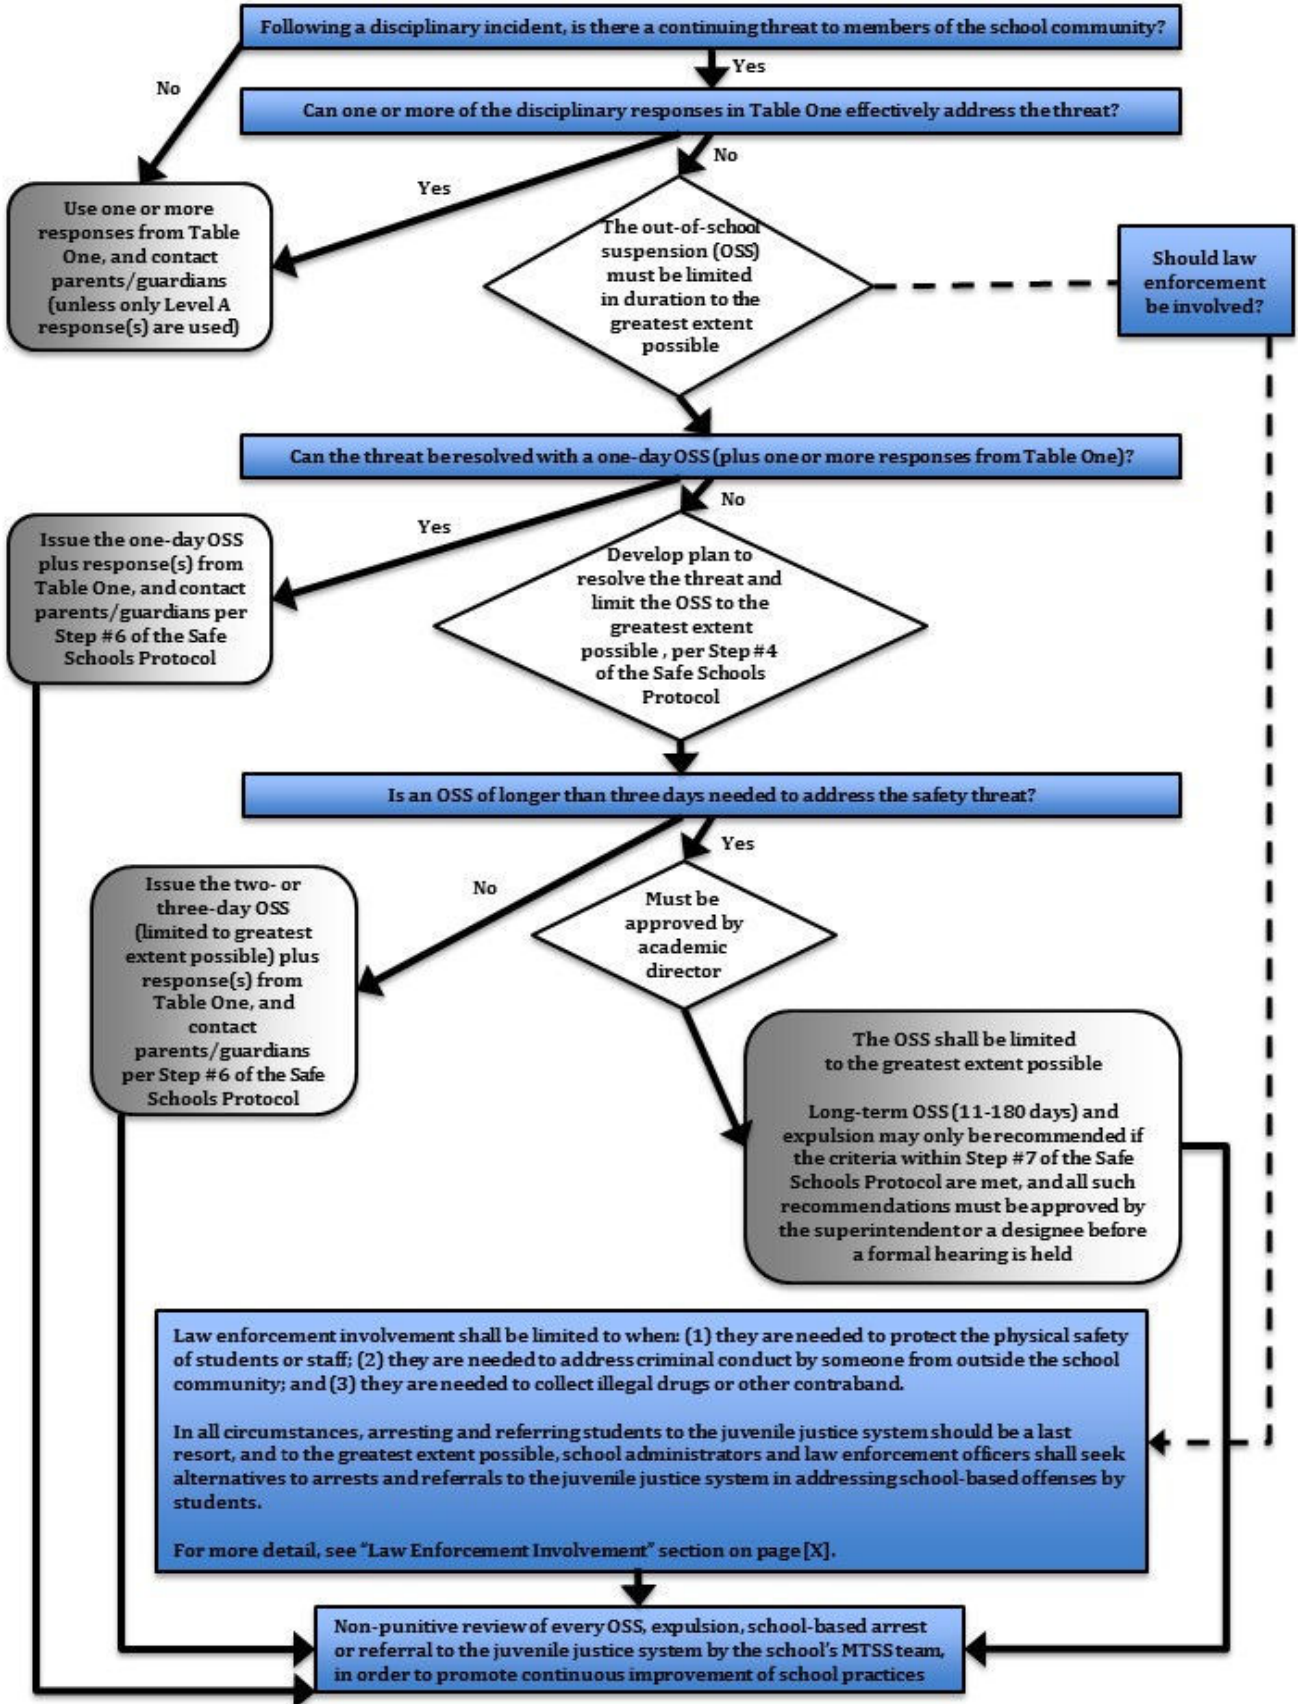 Following a disciplinary incident, is there a continuing threat to members of the school community?
No
Yes
Can one or more of the disciplinary responses in Table One effectively address the threat?
Yes
No
Use one or more
responses from Table
One, and contact
parents/guardians
(unless only Level A
response(s) are used)
The out-of-school
suspension (OSS)
must be limited
in duration to the
greatest extent
possible
Should law
enforcement
be involved?
Can the threat be resolved with a one-day OSS (plus one or more responses from Table One)?
Yes
No
Issue the one-day OSS
plus response(s) from
Table One, and contact
parents/guardians per
Step #6 of the Safe
Schools Protocol
Develop plan to
resolve the threat and
limit the OSS to the
greatest extent
possible , per Step #4
of the Safe Schools
Protocol
Is an OSS of longer than three days needed to address the safety threat?
No
Yes
Issue the two- or
three-day OSS
(limited to greatest
extent possible) plus
response(s) from
Table One, and
contact
parents/guardians
per Step #6 of the Safe
Schools Protocol
Must be
approved by
academic
director
The OSS shall be limited
to the greatest extent possible
Long-term OSS (11-180 days) and
expulsion may only be recommended if
the criteria within Step #7 of the Safe
Schools Protocol are met, and all such
recommendations must be approved by
the superintendent or a designee before
a formal hearing is held
Law enforcement involvement shall be limited to when: (1) they are needed to protect the physical safety
of students or staff; (2) they are needed to address criminal conduct by someone from outside the school
community; and (3) they are needed to collect illegal drugs or other contraband.
In all circumstances, arresting and referring students to the juvenile justice system should be a last
resort, and to the greatest extent possible, school administrators and law enforcement officers shall seek
alternatives to arrests and referrals to the juvenile justice system in addressing school-based offenses by
students.
For more detail, see “Law Enforcement Involvement” section on page [X].
Non-punitive review of every OSS, expulsion, school-based arrest
or referral to the juvenile justice system by the school’s MTSS team,
in order to promote continuous improvement of school practices